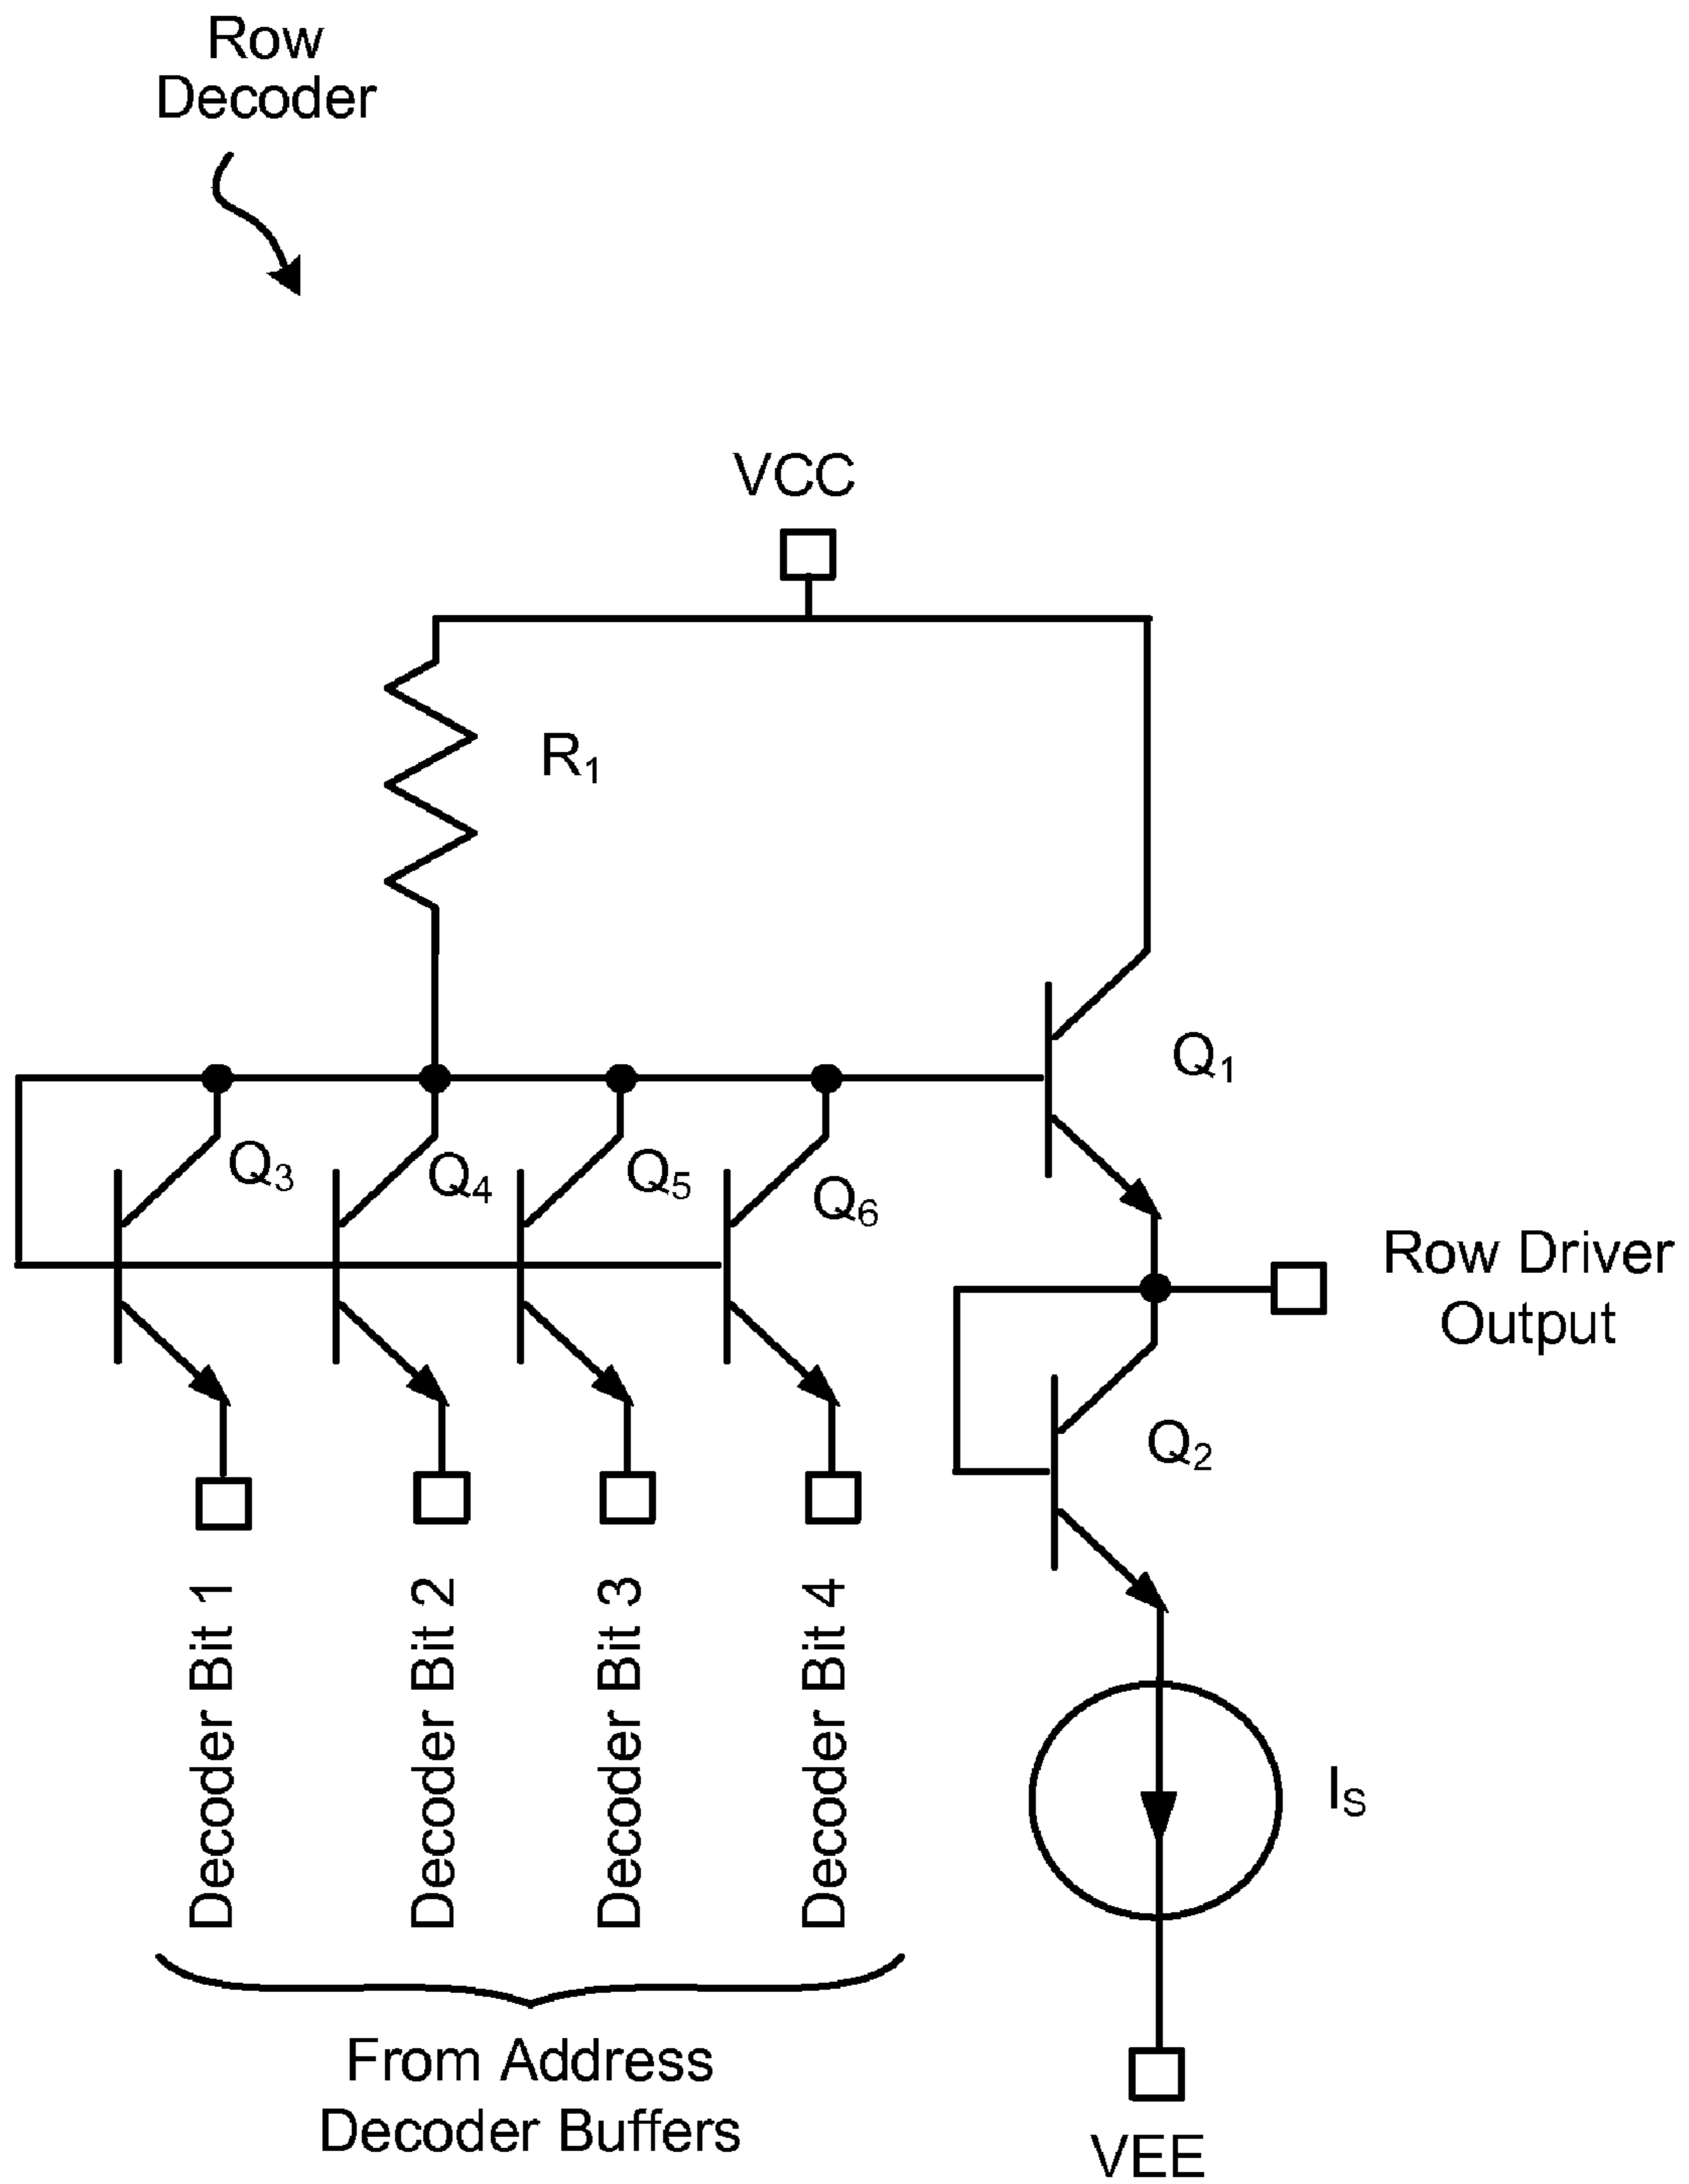 Row
Decoder
VCC
R1
Q1
Q3
Q4
Q5
Q6
Row Driver
Output
Q2
Decoder Bit 1
Decoder Bit 2
Decoder Bit 3
Decoder Bit 4
IS
From Address
Decoder Buffers
VEE